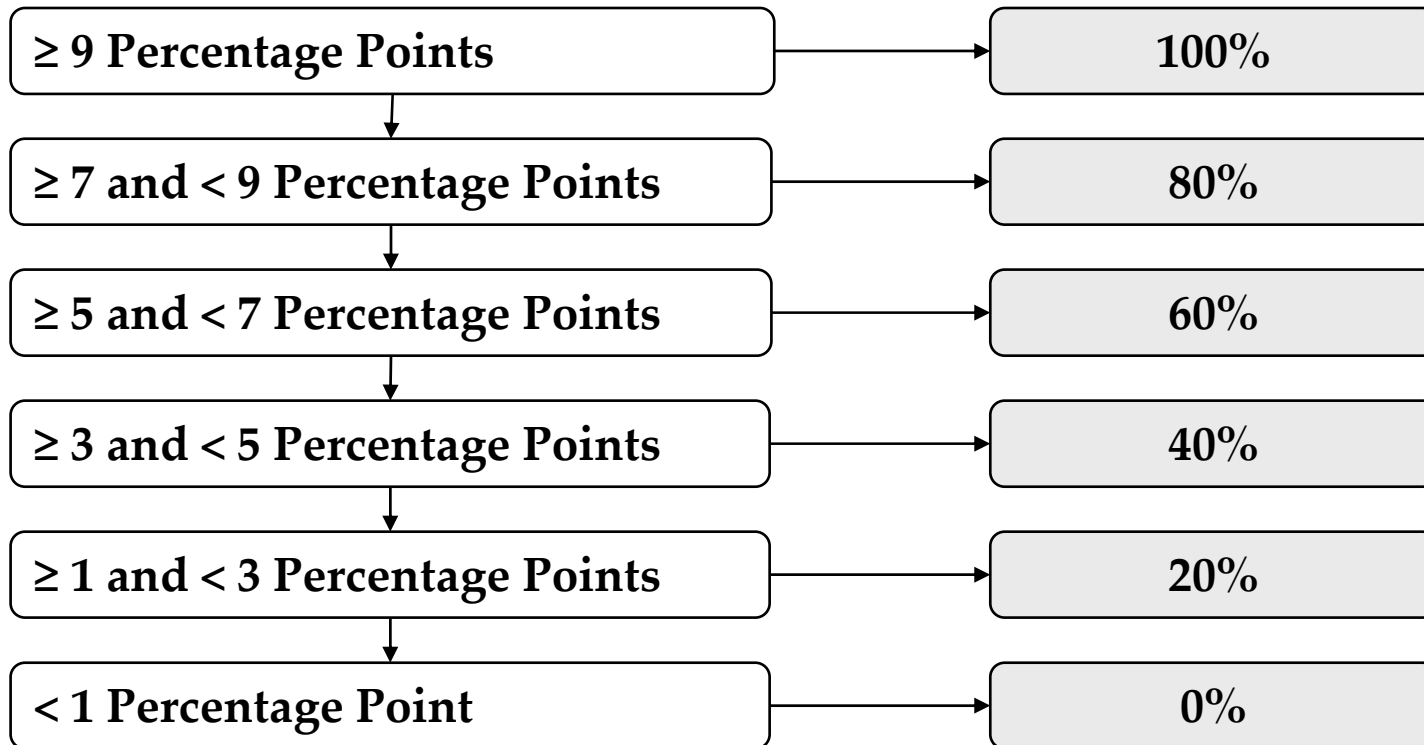 ≥ 9 Percentage Points
100%
≥ 7 and < 9 Percentage Points
80%
≥ 5 and < 7 Percentage Points
60%
≥ 3 and < 5 Percentage Points
40%
≥ 1 and < 3 Percentage Points
20%
< 1 Percentage Point
0%